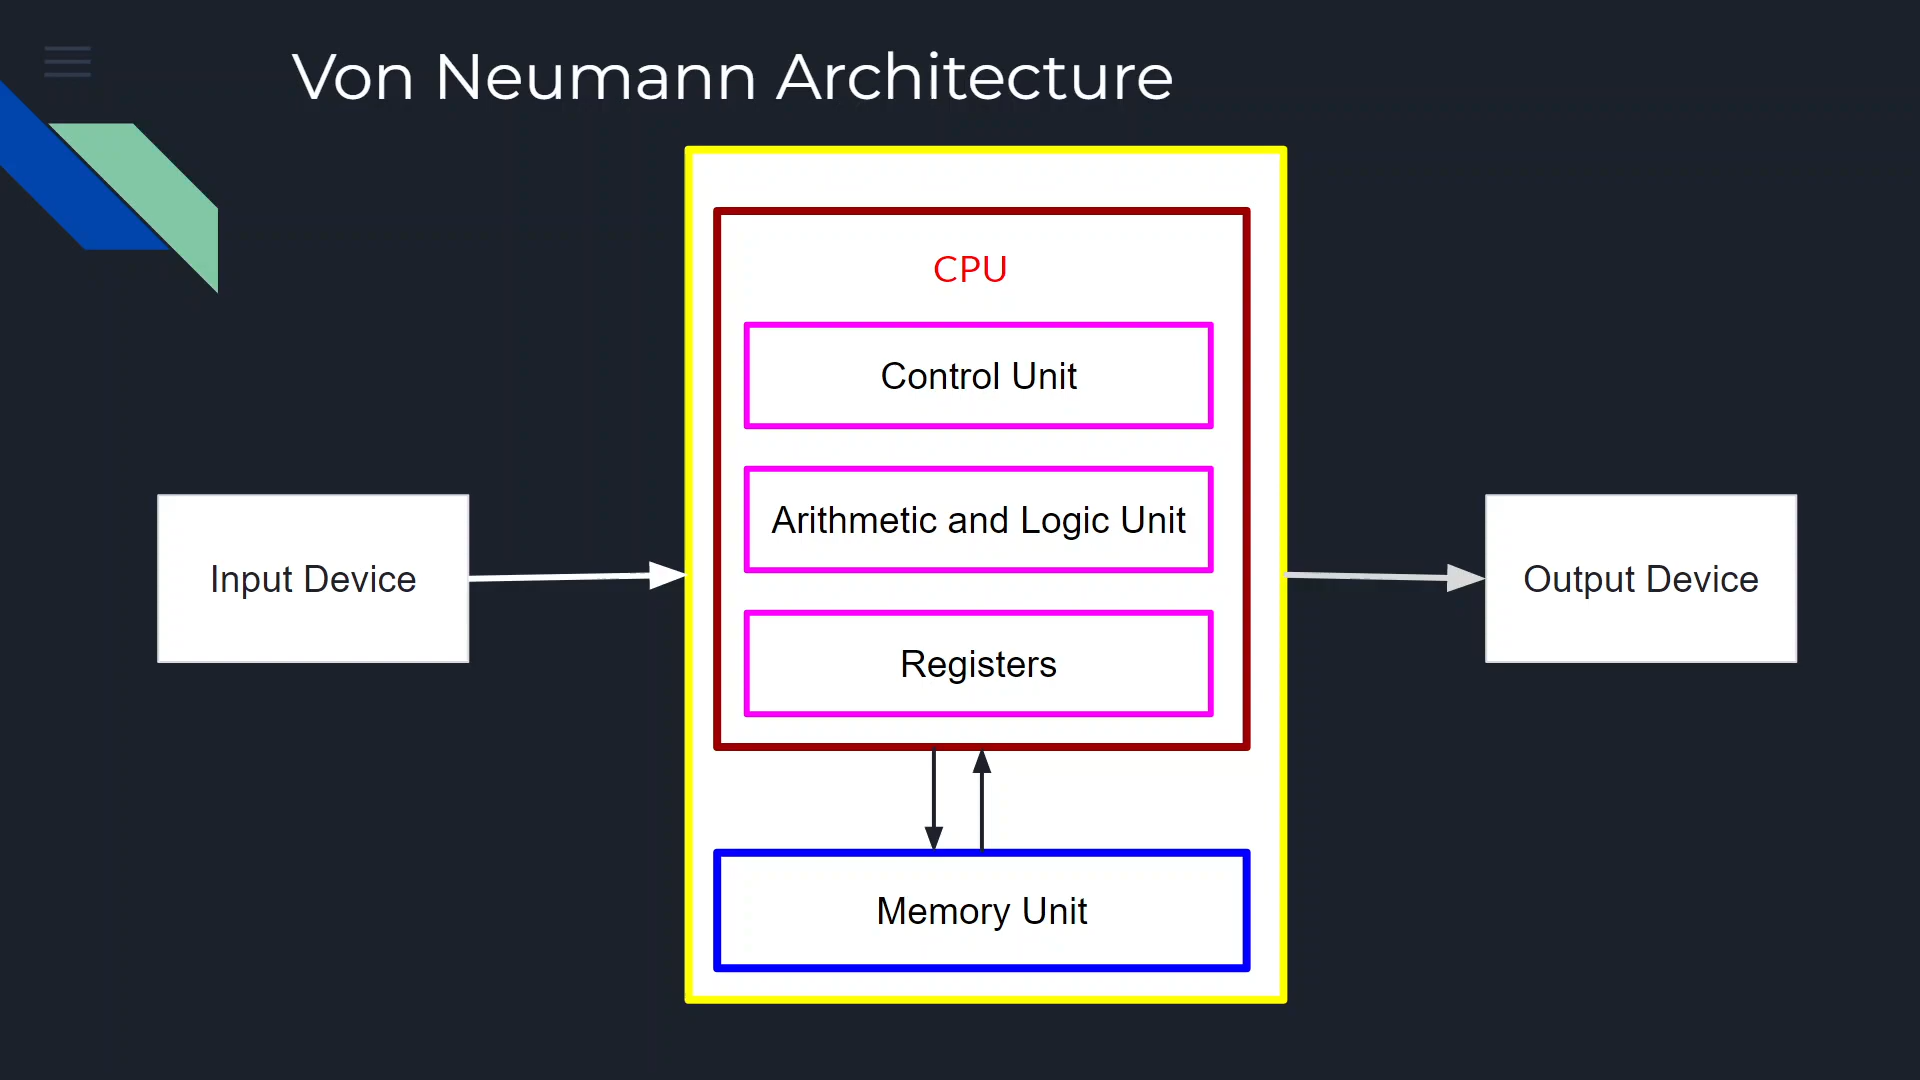 Von Neumann Architecture
CPU
Control Unit
Arithmetic and Logic Unit
Registers
Input Device
Output Device
Memory Unit